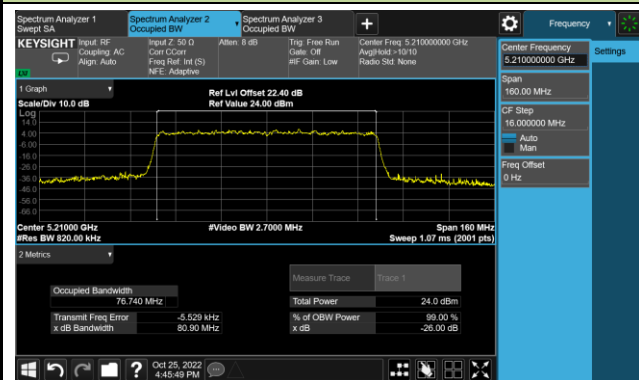 Spectrum Analyzer 1
Swept SA
Spectrum Analyzer 2
Occupied BW
Spectrum Analyzer 3
Occupied BW
+
Frequency
KEYSIGHT
Input: RF
Coupling: AC
Align: Auto
Input Z: 50 Ω
Corr CCorr
Freq Ref: Int (S)
NFE: Adaptive
Atten: 8 dB
Trig: Free Run
Gate: Off
#IF Gain: Low
Center Freq: 5.210000000 GHz
Avg|Hold:>10/10
Radio Std: None
LXI
Center Frequency
5.210000000 GHz
Settings
Span
160.00 MHz
CF Step
16.000000 MHz
Auto
Man
Freq Offset
0 Hz
1 Graph
Scale/Div 10.0 dB
Ref Lvl Offset 22.40 dB
Ref Value 24.00 dBm
Log
14.0
4.00
-6.00
-16.0
-26.0
-36.0
-46.0
-56.0
-66.0
Center 5.21000 GHz
#Res BW 820.00 kHz
#Video BW 2.7000 MHz
Span 160 MHz
Sweep 1.07 ms (2001 pts)
2 Metrics
Measure Trace
Trace 1
Occupied Bandwidth
76.740 MHz
Total Power
24.0 dBm
Transmit Freq Error
-5.529 kHz
% of OBW Power
99.00 %
x dB Bandwidth
80.90 MHz
x dB
-26.00 dB
?
Oct 25, 2022
4:45:49 PM